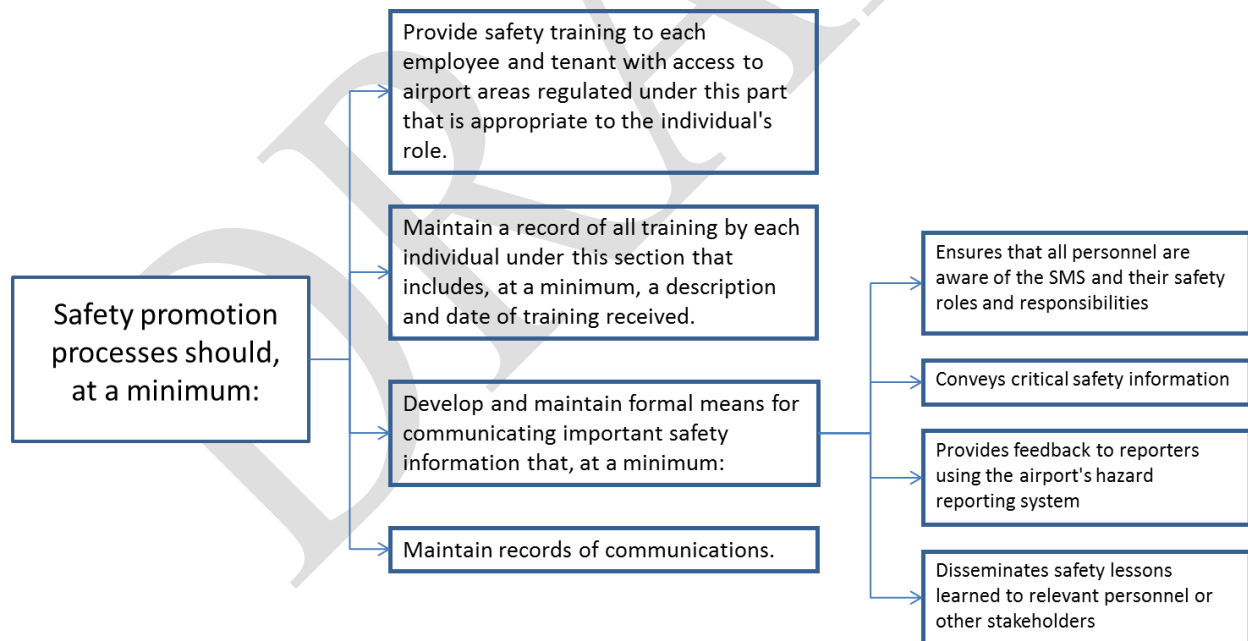 Safety promotion
processes should,
at a minimum:
Provide safety training to each
employee and tenant with access to
airport areas regulated under this part
that is appropriate to the individual's
role.
Maintain a record of all training by each
individual under this section that
includes, at a minimum, a description
and date of training received.
Develop and maintain formal means for
communicating important safety
information that, at a minimum:
Maintain records of communications.
Ensures that all personnel are
aware of the SMS and their safety
roles and responsibilities
Conveys critical safety information
Provides feedback to reporters
using the airport's hazard
reporting system
Disseminates safety lessons
learned to relevant personnel or
other stakeholders